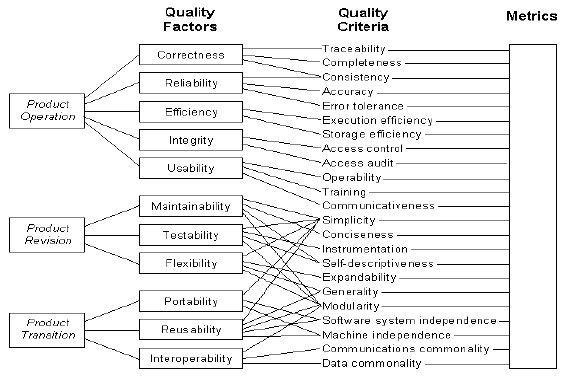 Quality
Factors
Quality
Criteria
Metrics
Product
Operation
Product
Revision
Product
Transition
Correctness
Reliability
Efficiency
Integrity
Usability
Maintainability
Testability
Flexibility
Portability
Reusability
Interoperability
Traceability
Completeness
Consistency
Accuracy
Error tolerance
Execution efficiency
Storage efficiency
Access control
Access audit
Operability
Training
Communicativeness
Simplicity
Conciseness
Instrumentation
Self-descriptiveness
Expandability
Generality
Modularity
Software system independence
Machine independence
Communications commonality
Data commonality